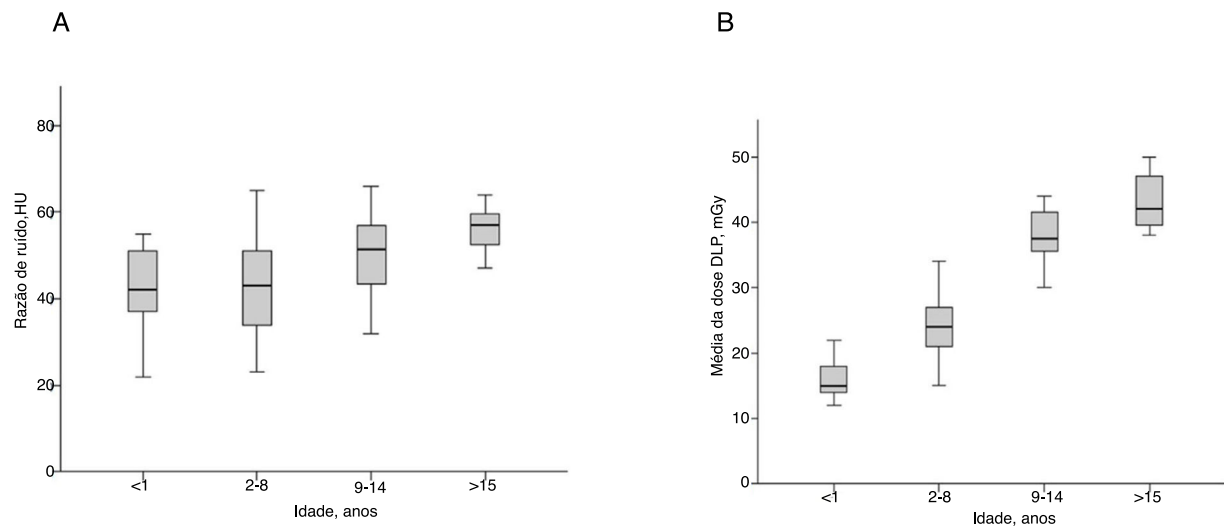 A
80
60
40
20
0
Razão de ruído,HU
<1 2-8 9-14 >15
Idade, anos
B
50
40
30
20
10
0
Média da dose DLP, mGy
<1 2-8 9-14 >15
Idade, anos